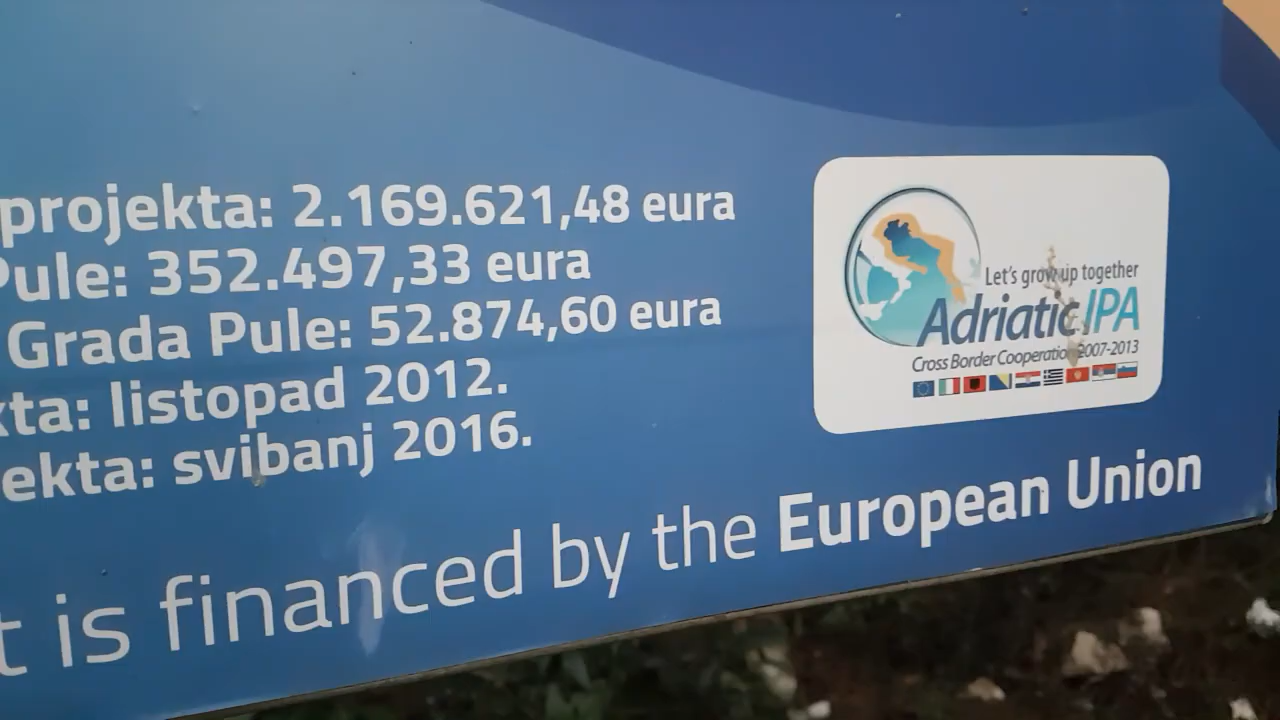 projekta: 2.169.621,48 eura
Pule: 352.497,33 eura
Grada Pule: 52.874,60 eura
kta: listopad 2012.
ekta: svibanj 2016.
Let's grow up together
Adriatic IPA
Cross Border Cooperation 2007-2013
t is financed by the European Union